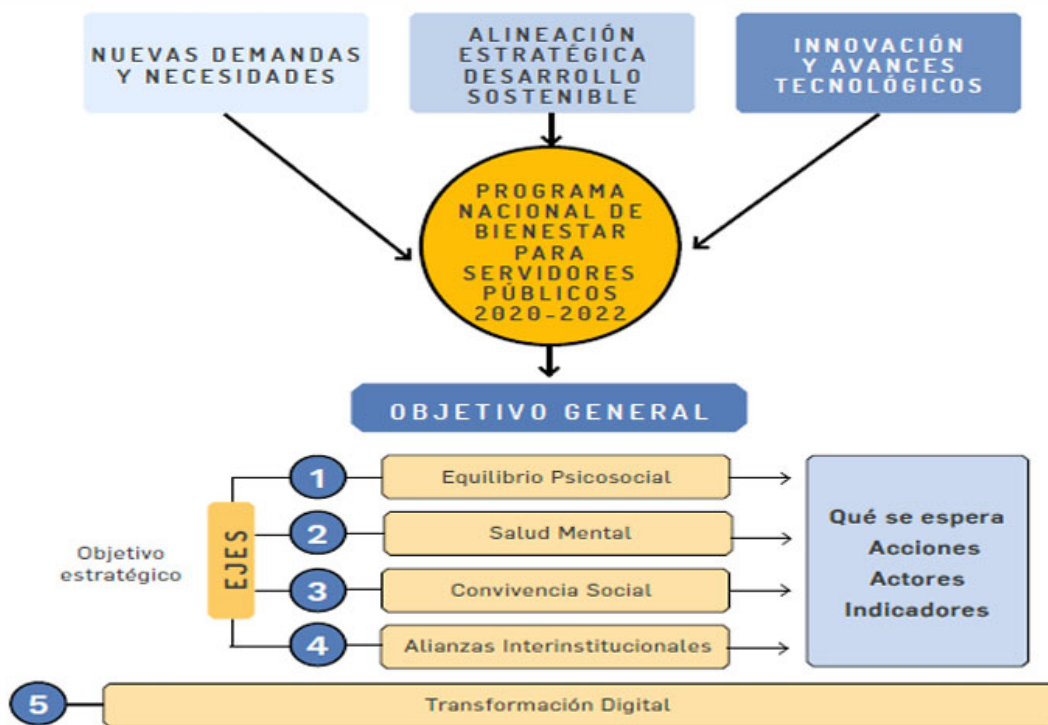 NUEVAS DEMANDAS
Y NECESIDADES
ALINEACIÓN
ESTRATÉGICA
DESARROLLO
SOSTENIBLE
INNOVACIÓN
Y AVANCES
TECNOLÓGICOS
PROGRAMA
NACIONAL DE
BIENESTAR
PARA
SERVIDORES
PÚBLICOS
2020-2022
OBJETIVO GENERAL
Objetivo
estratégico
EJES
1 Equilibrio Psicosocial
2 Salud Mental
3 Convivencia Social
4 Alianzas Interinstitucionales
Qué se espera
Acciones
Actores
Indicadores
5 Transformación Digital